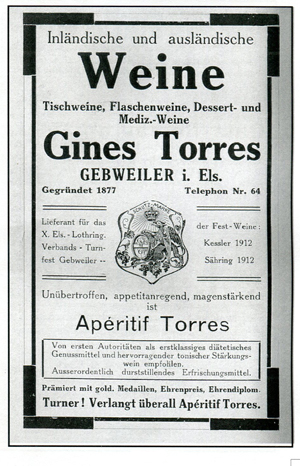 Inländische und ausländische
Weine
Tischweine, Flaschenweine, Dessert- und
Mediz.-Weine
Gines Torres
GEBWEILER i. Els.
Gegründet 1877 Telephon Nr. 64
Lieferant für das
X. Els. - Lothring.
Verbands - Turn-
fest Gebweiler --
der Fest-Weine:
Kessler 1912
Sähring 1912
Unübertroffen, appetitanregend, magenstärkend
ist
Apéritif Torres
Von ersten Autoritäten als erstklassiges diätetisches
Genussmittel und hervorragender tonischer Stärkungs-
wein empfohlen.
Ausserordentlich durststillendes Erfrischungsmittel.
Prämiert mit gold. Medaillen, Ehrenpreis, Ehrendiplom.
Turner! Verlangt überall Apéritif Torres.